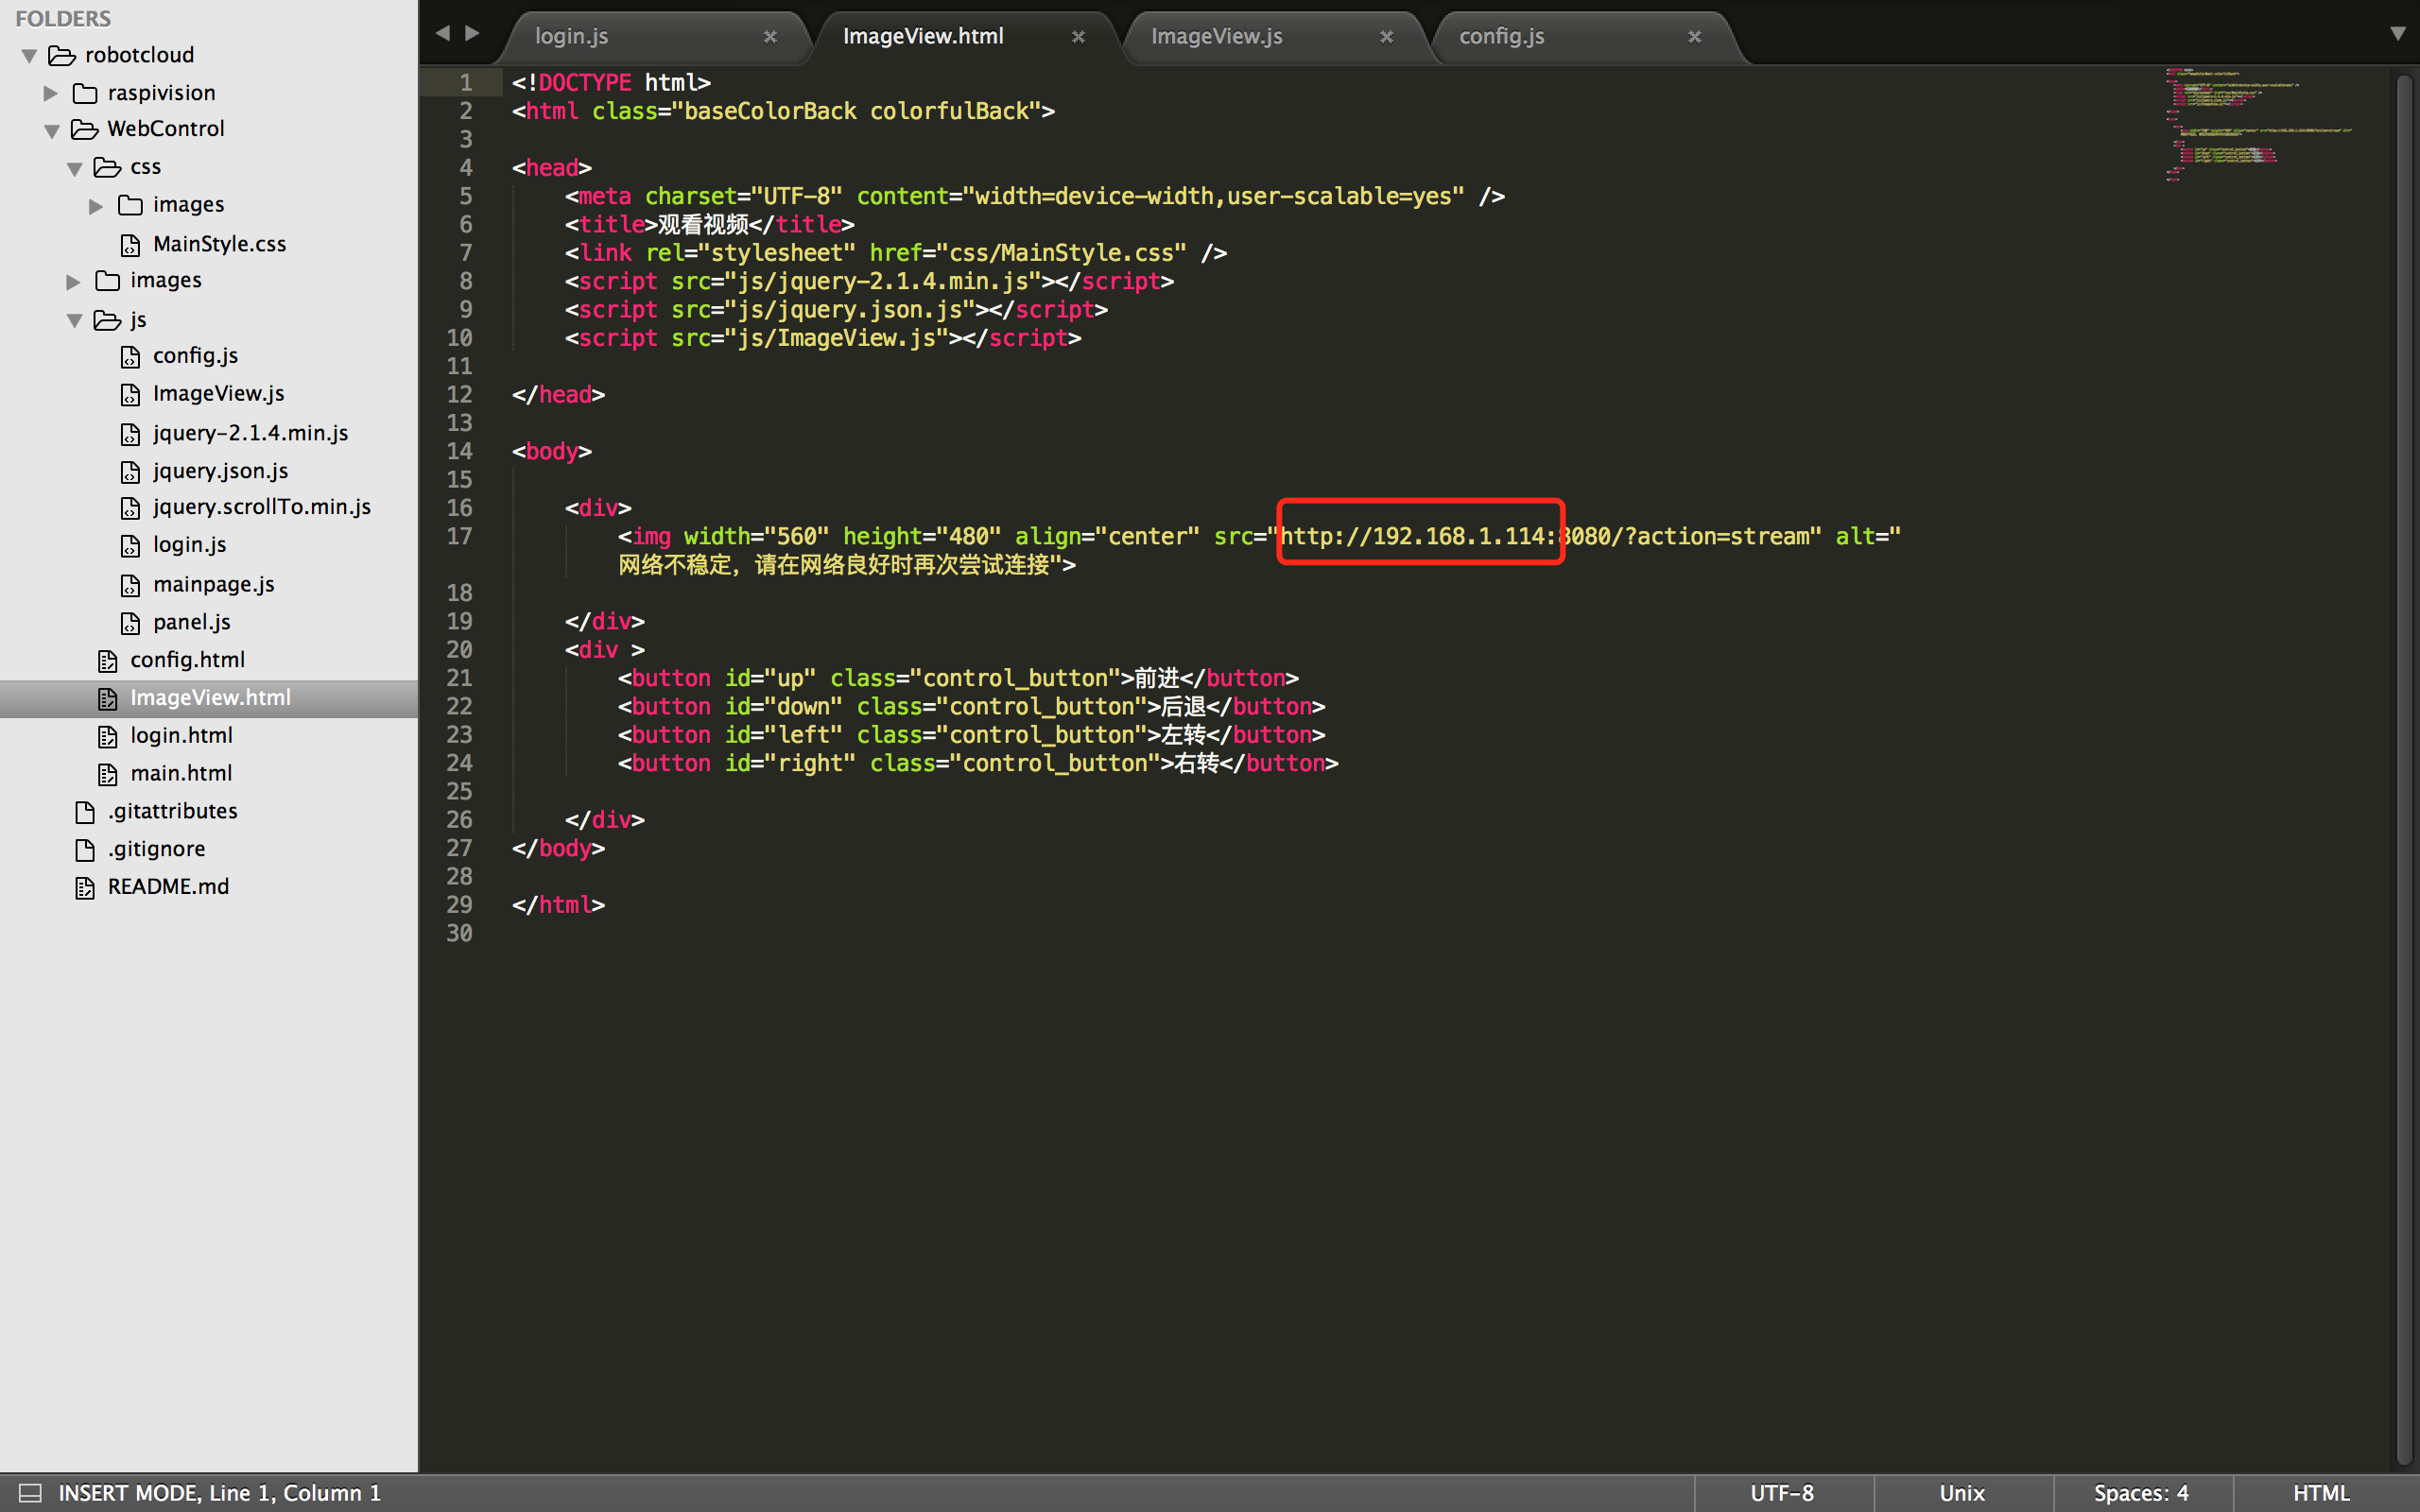 FOLDERS
robotcloud
raspivision
WebControl
css
images
MainStyle.css
images
js
config.js
ImageView.js
jquery-2.1.4.min.js
jquery.json.js
jquery.scrollTo.min.js
login.js
mainpage.js
panel.js
config.html
ImageView.html
login.html
main.html
.gitattributes
.gitignore
README.md
login.js
ImageView.html
ImageView.js
config.js
1 <!DOCTYPE html>
2 <html class="baseColorBack colorfulBack">
3
4 <head>
5 <meta charset="UTF-8" content="width=device-width,user-scalable=yes" />
6 <title>观看视频</title>
7 <link rel="stylesheet" href="css/MainStyle.css" />
8 <script src="js/jquery-2.1.4.min.js"></script>
9 <script src="js/jquery.json.js"></script>
10 <script src="js/ImageView.js"></script>
11
12 </head>
13
14 <body>
15
16 <div>
17 <img width="560" height="480" align="center" src="http://192.168.1.114:8080/?action=stream" alt="
网络不稳定，请在网络良好时再次尝试连接">
18
19 </div>
20 <div >
21 <button id="up" class="control_button">前进</button>
22 <button id="down" class="control_button">后退</button>
23 <button id="left" class="control_button">左转</button>
24 <button id="right" class="control_button">右转</button>
25
26 </div>
27 </body>
28
29 </html>
30
INSERT MODE, Line 1, Column 1
UTF-8
Unix
Spaces: 4
HTML